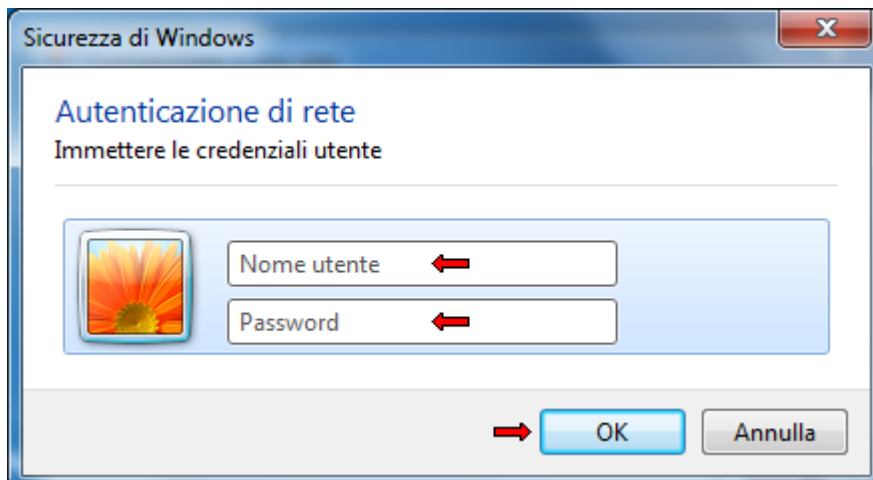 Sicurezza di Windows
Autenticazione di rete
Immettere le credenziali utente
Nome utente
Password
OK
Annulla